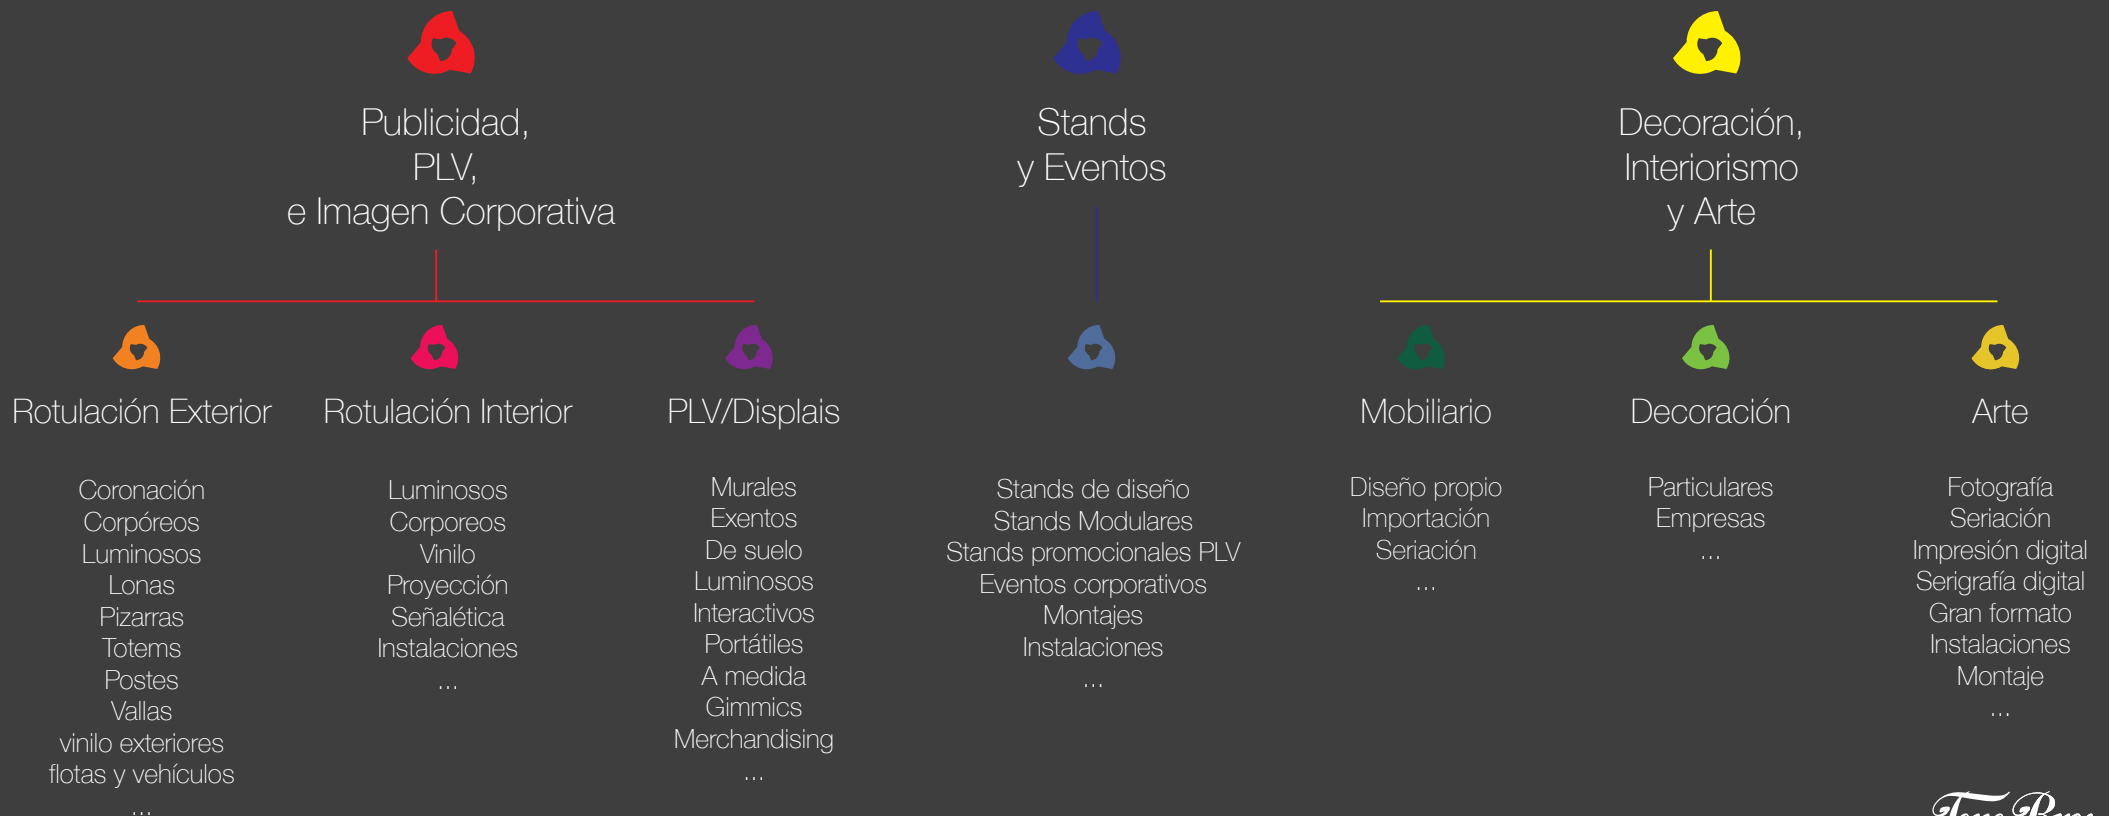 Publicidad,
PLV,
e Imagen Corporativa
Stands
y Eventos
Decoración,
Interiorismo
y Arte
Rotulación Exterior
Coronación
Corpóreos
Luminosos
Lonas
Pizarras
Totems
Postes
Vallas
vinilo exteriores
flotas y vehículos
...
Rotulación Interior
Luminosos
Corporeos
Vinilo
Proyección
Señalética
Instalaciones
...
PLV/Displais
Murales
Exentos
De suelo
Luminosos
Interactivos
Portátiles
A medida
Gimmics
Merchandising
...
Stands de diseño
Stands Modulares
Stands promocionales PLV
Eventos corporativos
Montajes
Instalaciones
...
Mobiliario
Diseño propio
Importación
Seriación
...
Decoración
Particulares
Empresas
...
Arte
Fotografía
Seriación
Impresión digital
Serigrafía digital
Gran formato
Instalaciones
Montaje
...